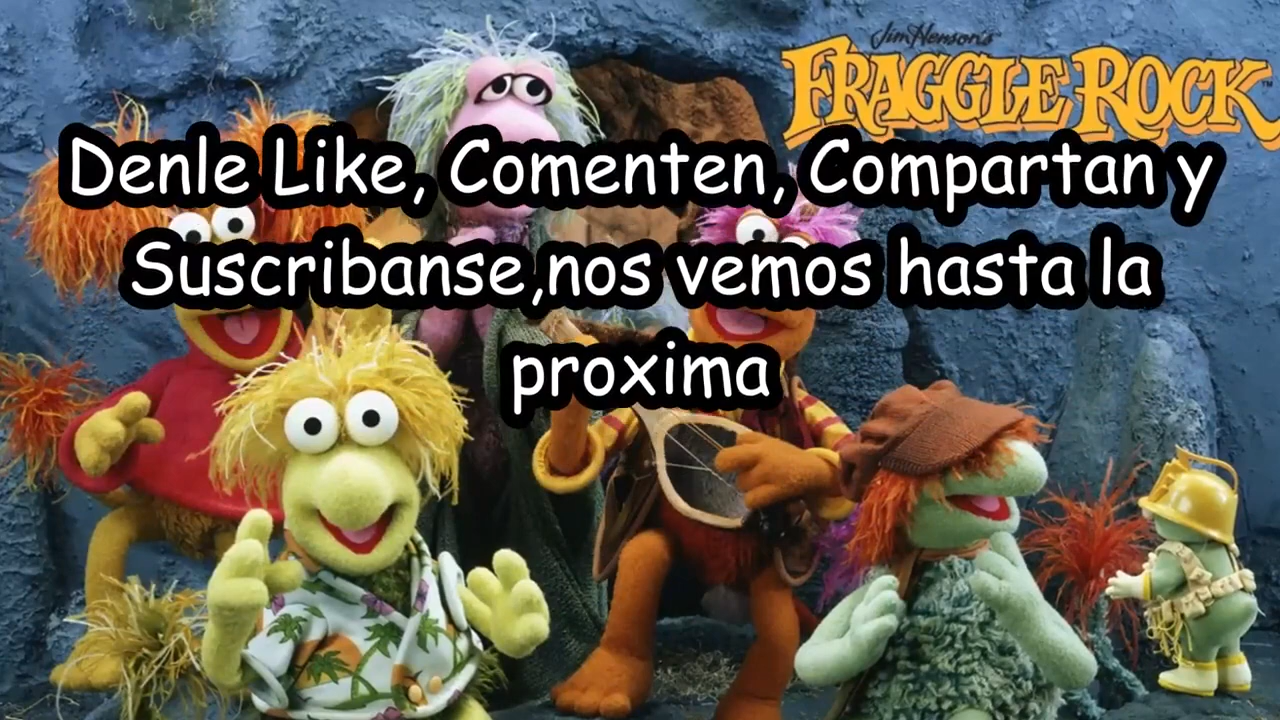 Jim Henson's
FRAGGLE ROCK
Denle Like, Comenten, Compartan y
Suscribanse,nos vemos hasta la
proxima